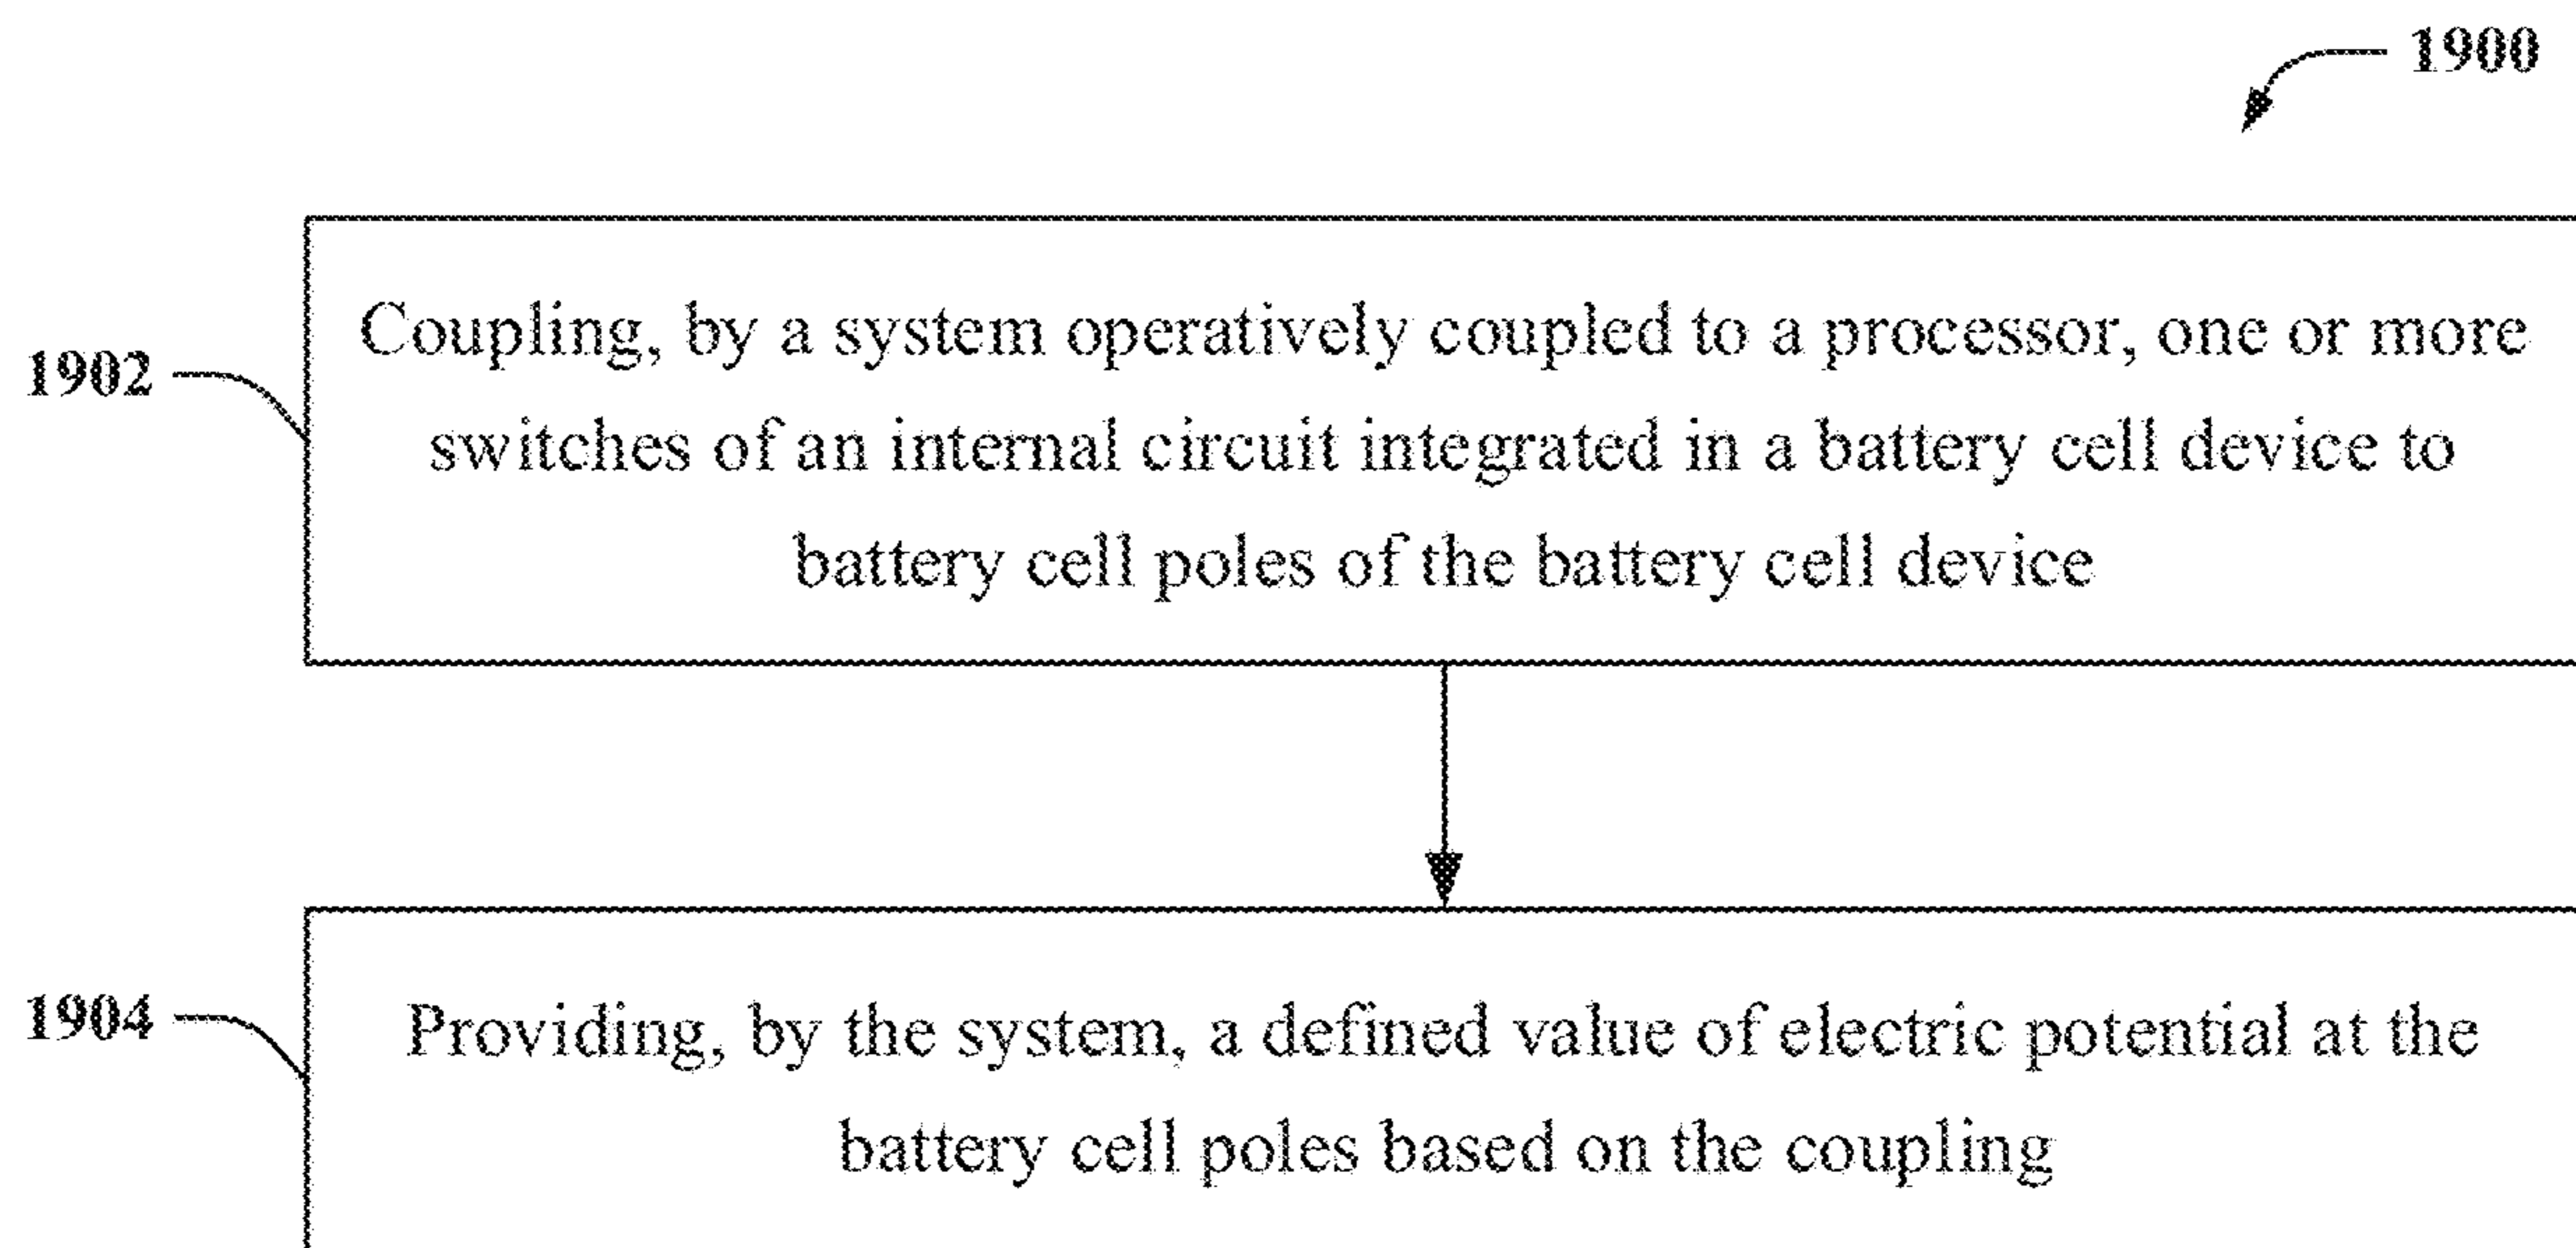 1900
1902
Coupling, by a system operatively coupled to a processor, one or more
switches of an internal circuit integrated in a battery cell device to
battery cell poles of the battery cell device
1904
Providing, by the system, a defined value of electric potential at the
battery cell poles based on the coupling